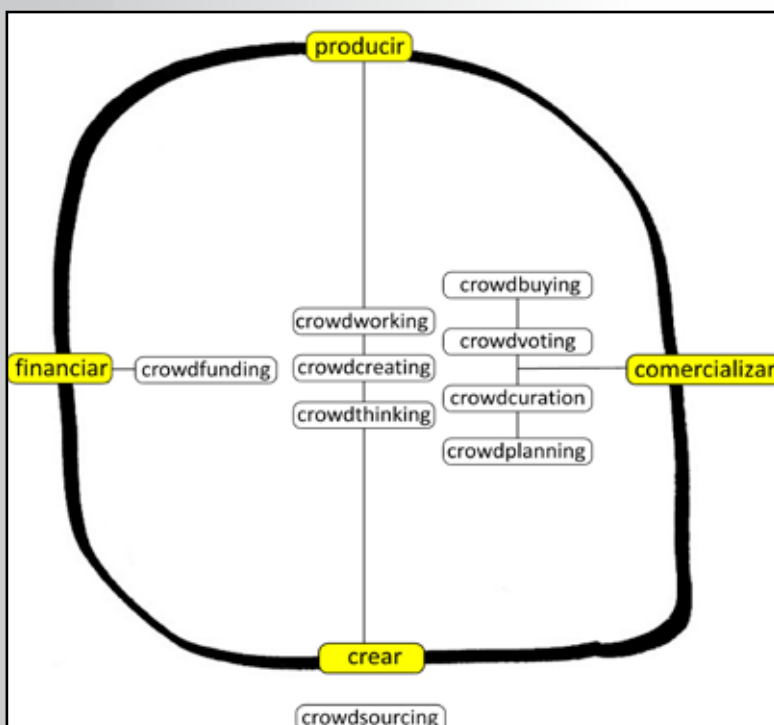 producir
crowdbuying
crowdworking
crowdvoting
financiar
crowdfunding
crowdcreating
comercializar
crowdcuration
crowdthinking
crowdplanning
crear
crowdsourcing